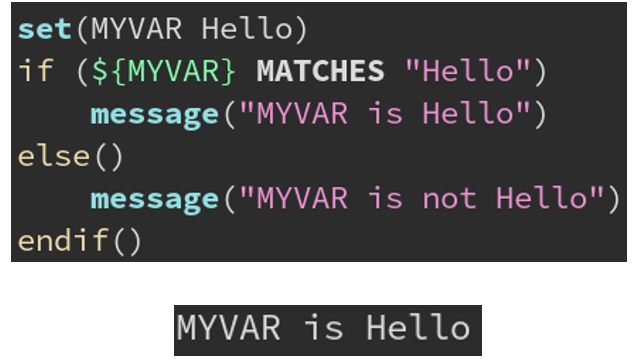 set(MYVAR Hello)
if (${MYVAR} MATCHES "Hello")
    message("MYVAR is Hello")
else()
    message("MYVAR is not Hello")
endif()
MYVAR is Hello